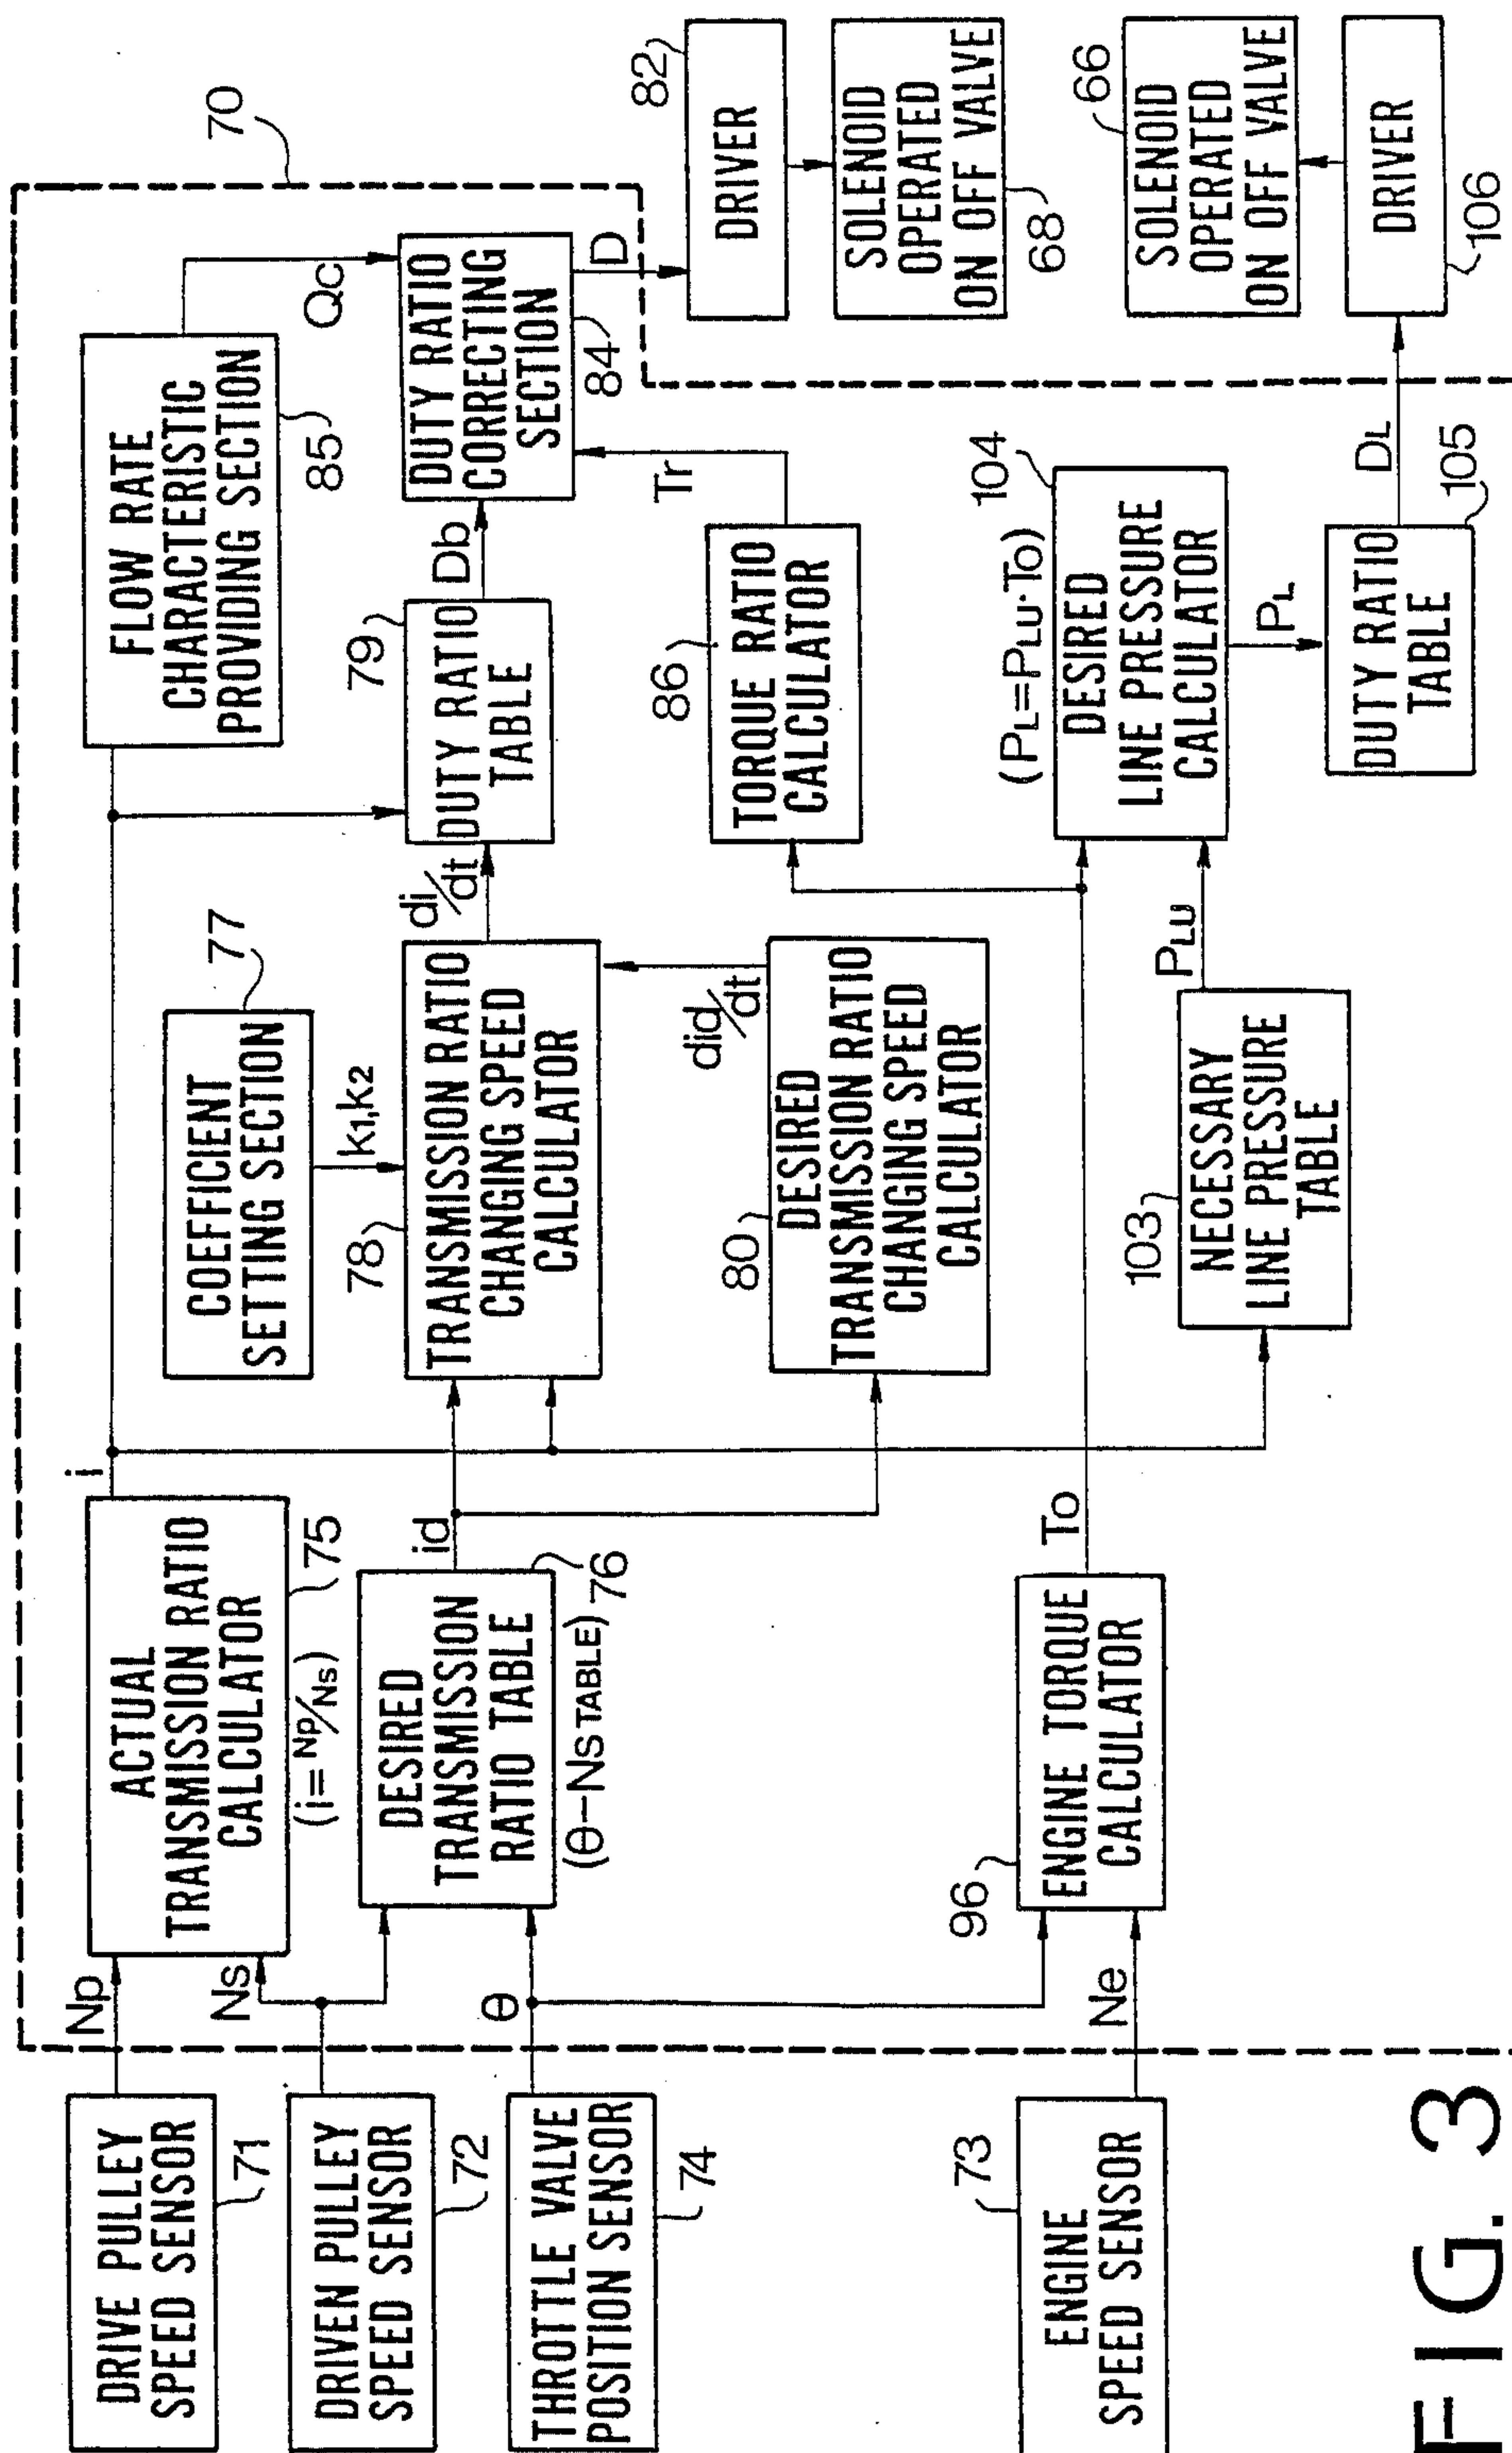 DRIVE PULLEY
SPEED SENSOR
71
DRIVEN PULLEY
SPEED SENSOR
72
THROTTLE VALVE
POSITION SENSOR
74
ENGINE
SPEED SENSOR
73
Np
Ns
θ
Ne
ACTUAL
TRANSMISSION RATIO
CALCULATOR
(i=Np/Ns)
75
i
DESIRED
TRANSMISSION
RATIO TABLE
(θ–Ns TABLE)
76
id
96
ENGINE TORQUE
CALCULATOR
To
COEFFICIENT
SETTING SECTION
77
k1,k2
78
TRANSMISSION RATIO
CHANGING SPEED
CALCULATOR
di/dt
80
DESIRED
TRANSMISSION RATIO
CHANGING SPEED
CALCULATOR
did/dt
103
NECESSARY
LINE PRESSURE
TABLE
PLU
FLOW RATE
CHARACTERISTIC
PROVIDING SECTION
85
Qc
79
DUTY RATIO
TABLE
Db
86
TORQUE RATIO
CALCULATOR
Tr
(PL=PLU·To)
104
DESIRED
LINE PRESSURE
CALCULATOR
PL
DUTY RATIO
TABLE
105
DL
70
DUTY RATIO
CORRECTING
SECTION
84
D
82
DRIVER
SOLENOID
OPERATED
ON OFF VALVE
68
66
SOLENOID
OPERATED
ON OFF VALVE
DRIVER
106
FIG. 3